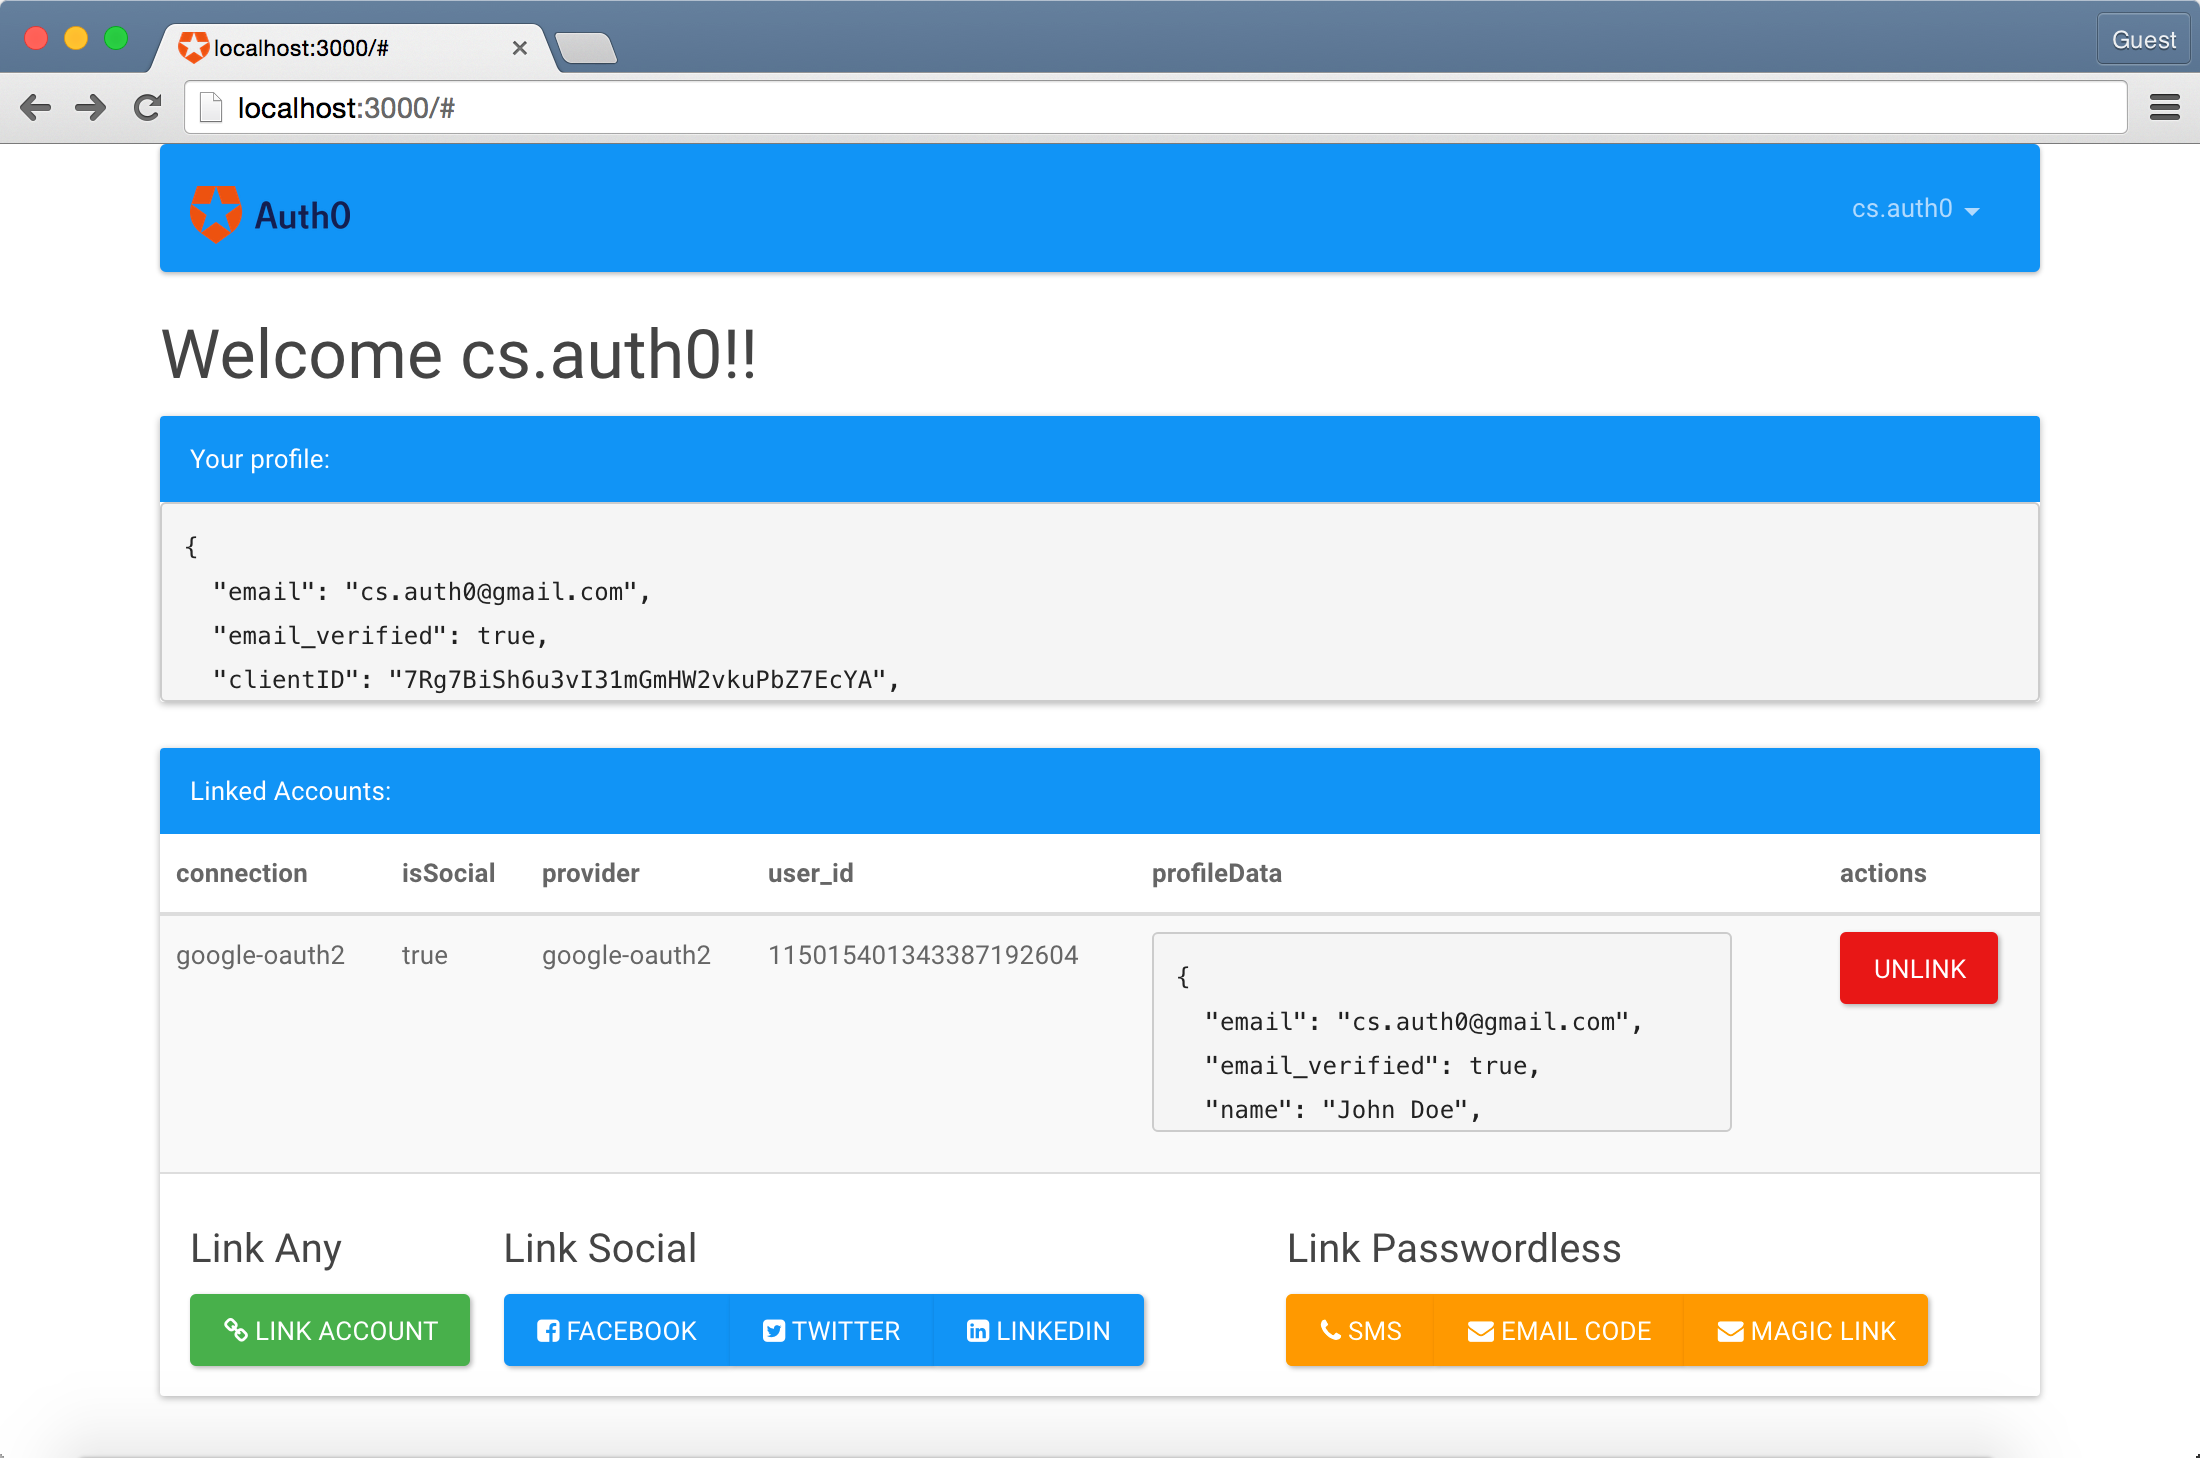 localhost:3000/#
Guest
localhost:3000/#
Auth0
cs.auth0
Welcome cs.auth0!!
Your profile:
{
"email": "cs.auth0@gmail.com",
"email_verified": true,
"clientID": "7Rg7BiSh6u3vI31mGmHW2vkuPbZ7EcYA",
Linked Accounts:
connection isSocial provider user_id profileData actions
google-oauth2 true google-oauth2 115015401343387192604 UNLINK
{
"email": "cs.auth0@gmail.com",
"email_verified": true,
"name": "John Doe",
Link Any Link Social Link Passwordless
LINK ACCOUNT FACEBOOK TWITTER LINKEDIN SMS EMAIL CODE MAGIC LINK